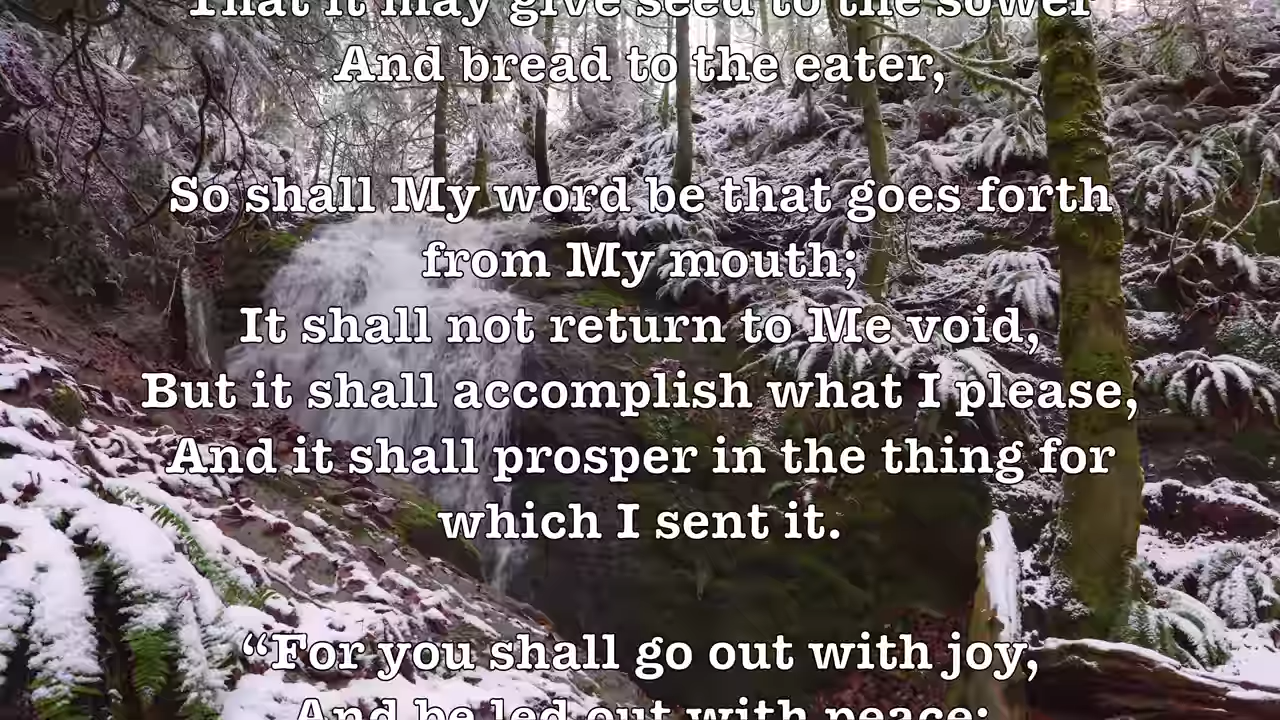 That it may give seed to the sower
And bread to the eater,
So shall My word be that goes forth
from My mouth;
It shall not return to Me void,
But it shall accomplish what I please,
And it shall prosper in the thing for
which I sent it.
“For you shall go out with joy,
And be led out with peace;